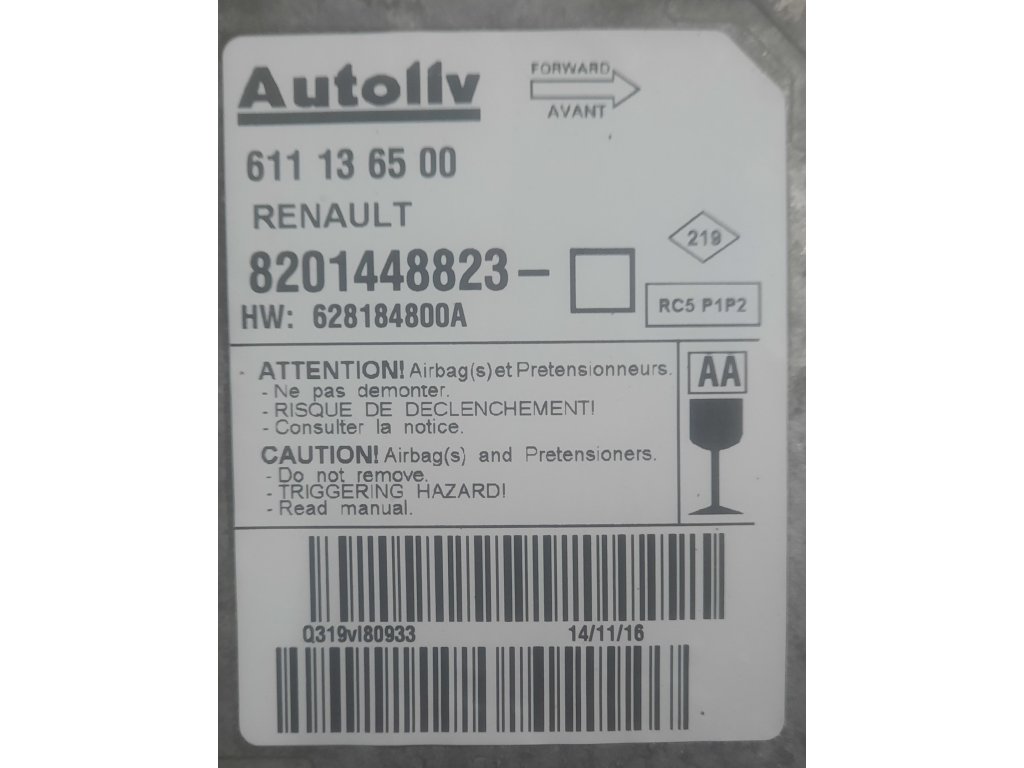 Autoliv
FORWARD
AVANT
611 13 65 00
RENAULT
219
8201448823-
RC5 P1P2
HW: 628184800A
ATTENTION! Airbag(s) et Pretensionneurs.
- Ne pas demonter.
- RISQUE DE DECLENCHEMENT!
- Consulter la notice.
AA
CAUTION! Airbag(s) and Pretensioners.
- Do not remove.
- TRIGGERING HAZARD!
- Read manual.
Q319vl80933
14/11/16